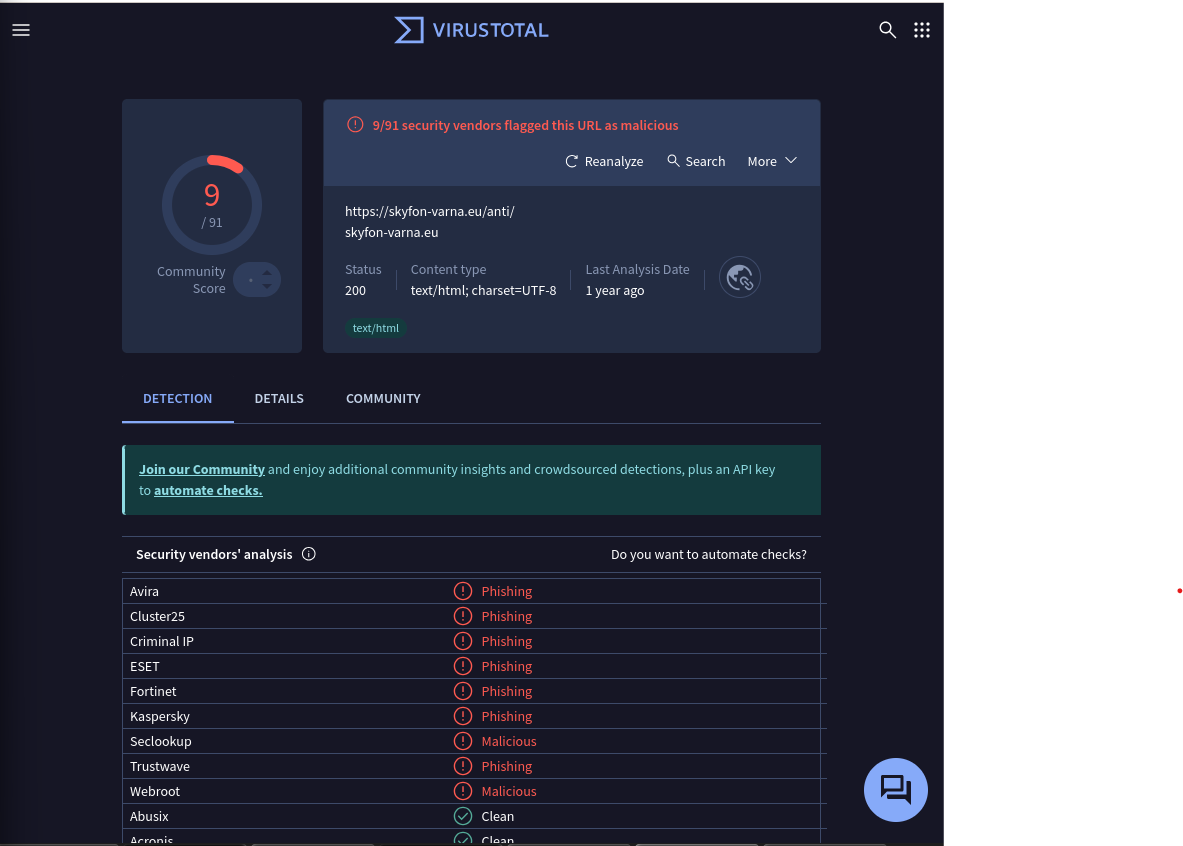 VIRUSTOTAL
9/91 security vendors flagged this URL as malicious
Reanalyze Search More
9
/ 91
Community
Score
https://skyfon-varna.eu/anti/
skyfon-varna.eu
Status Content type Last Analysis Date
200 text/html; charset=UTF-8 1 year ago
text/html
DETECTION DETAILS COMMUNITY
Join our Community and enjoy additional community insights and crowdsourced detections, plus an API key
to automate checks.
Security vendors' analysis Do you want to automate checks?
Avira Phishing
Cluster25 Phishing
Criminal IP Phishing
ESET Phishing
Fortinet Phishing
Kaspersky Phishing
Seclookup Malicious
Trustwave Phishing
Webroot Malicious
Abusix Clean
Acronis Clean